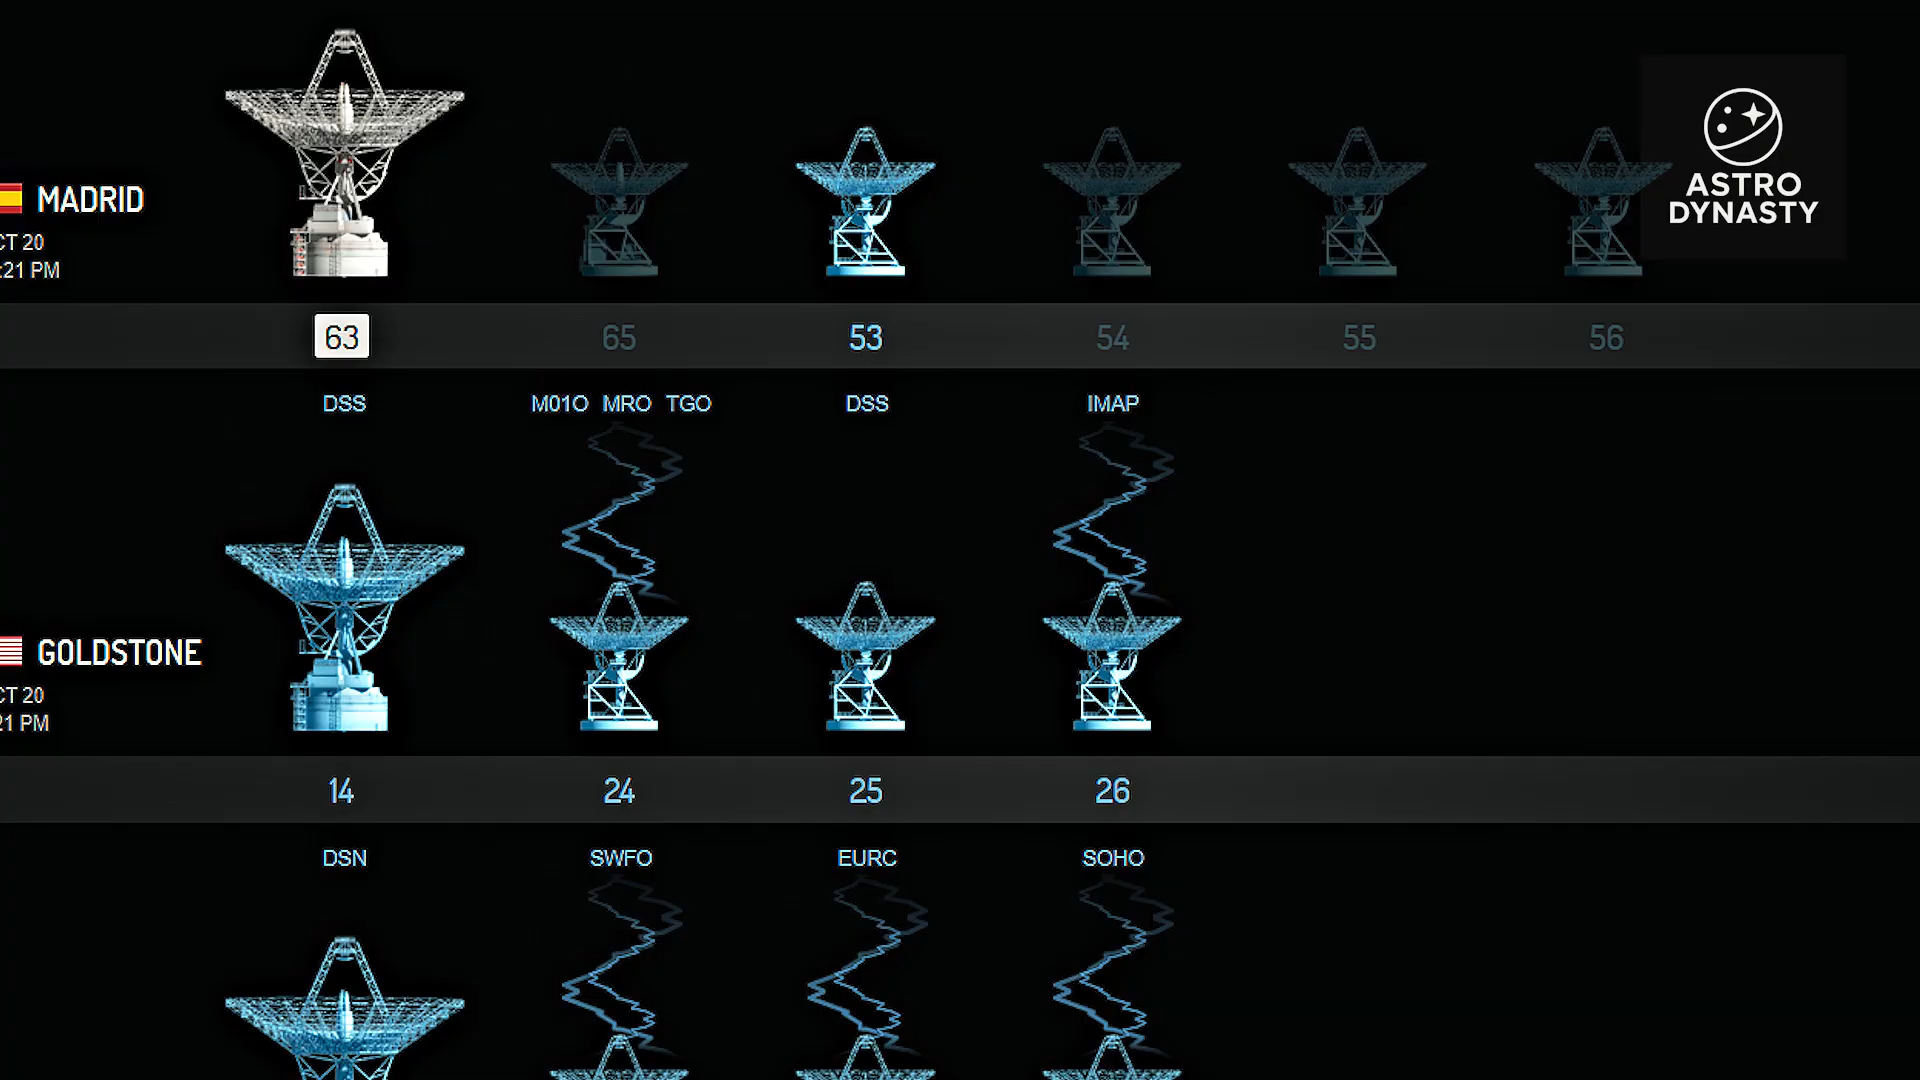 ASTRO
DYNASTY
MADRID
CT 20
:21 PM
63 65 53 54 55 56
DSS M01O MRO TGO DSS IMAP
GOLDSTONE
CT 20
21 PM
14 24 25 26
DSN SWFO EURC SOHO